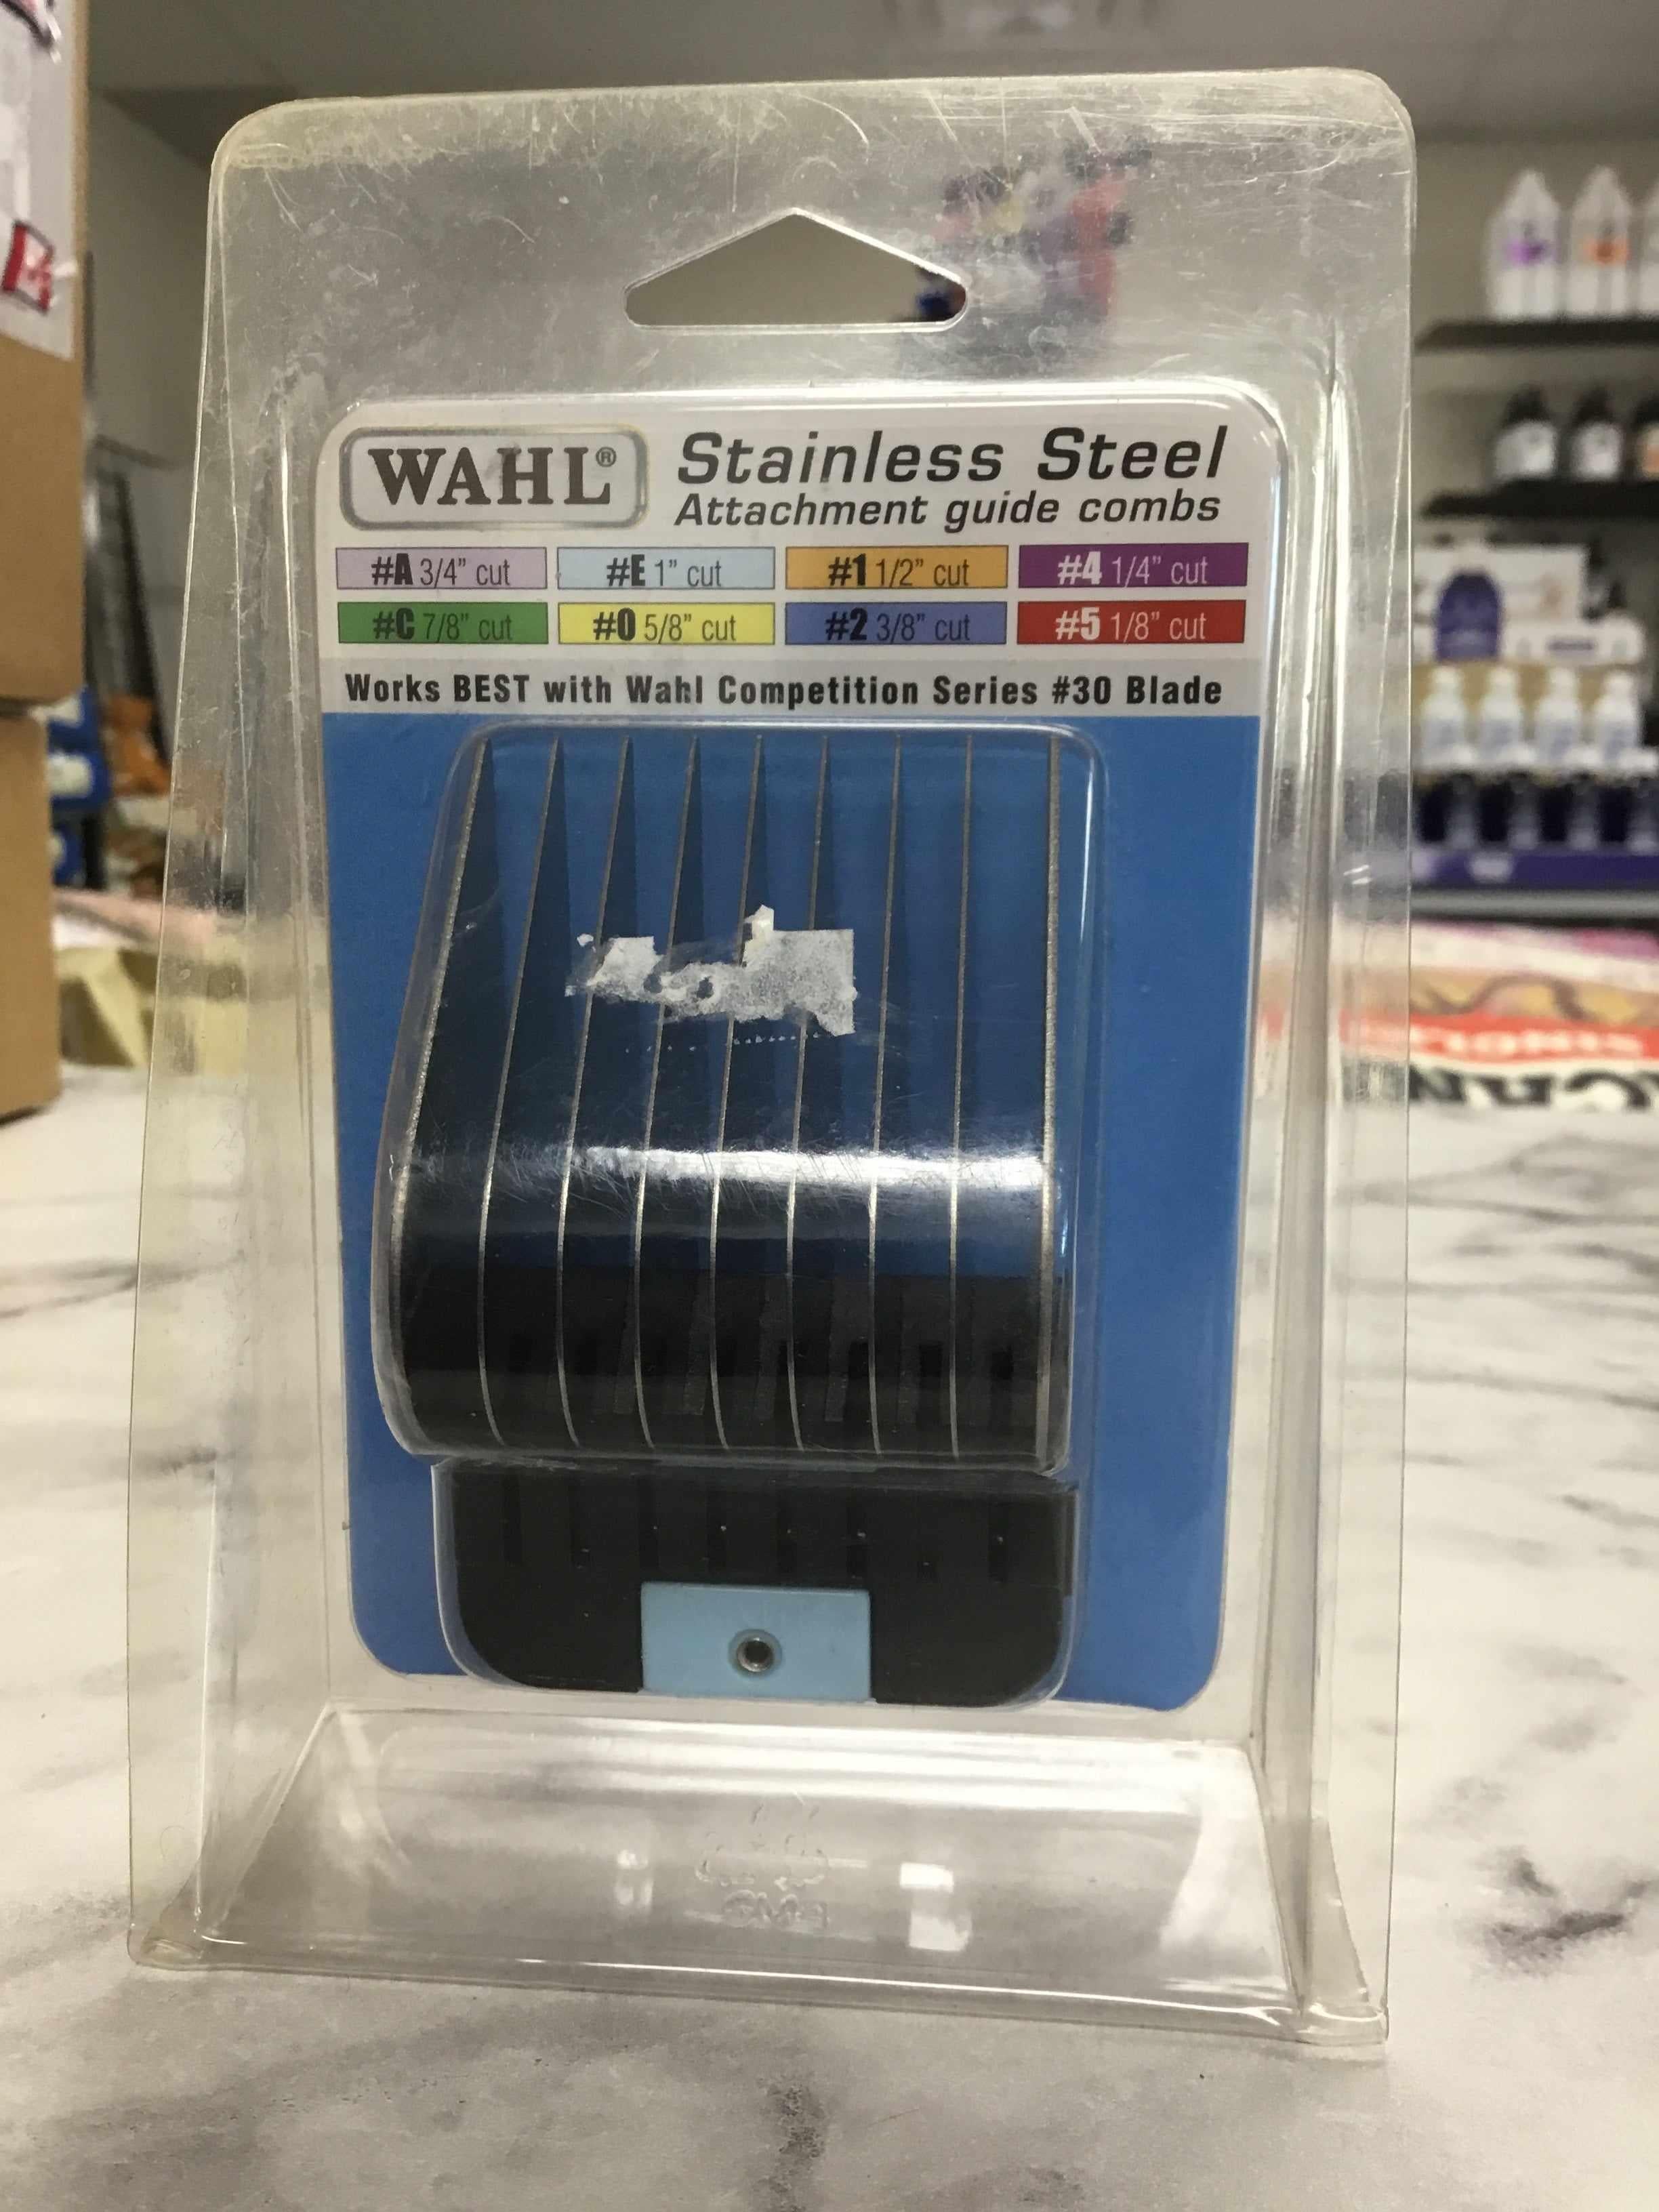 WAHL®
Stainless Steel
Attachment guide combs
#A 3/4" cut
#E 1" cut
#1 1/2" cut
#4 1/4" cut
#C 7/8" cut
#0 5/8" cut
#2 3/8" cut
#5 1/8" cut
Works BEST with Wahl Competition Series #30 Blade